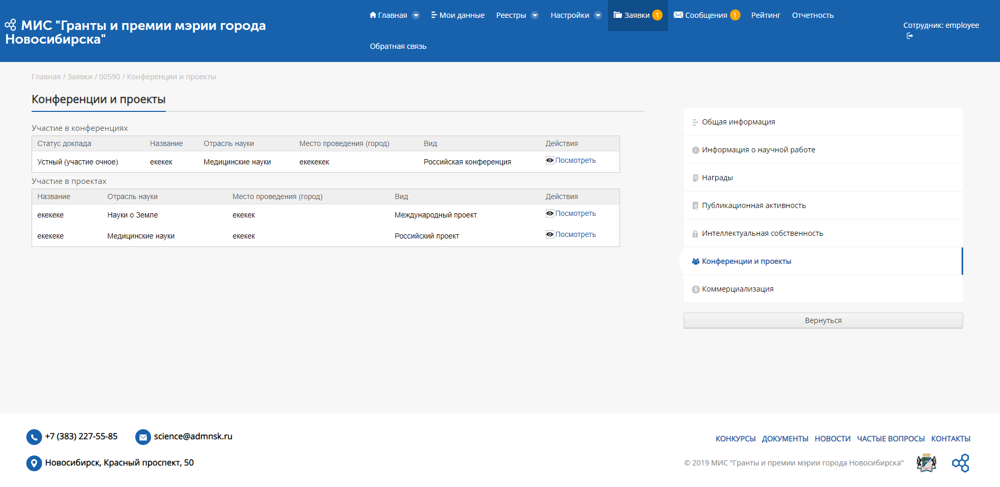 МИС "Гранты и премии мэрии города
Новосибирска"
Главная
Мои данные
Реестры
Настройки
Заявки 1
Сообщения 1
Рейтинг
Отчетность
Обратная связь
Сотрудник: employee
Главная / Заявки / 00590 / Конференции и проекты
Конференции и проекты
Участие в конференциях
Статус доклада Название Отрасль науки Место проведения (город) Вид Действия
Устный (участие очное) екекек Медицинские науки екекекек Российская конференция Посмотреть
Участие в проектах
Название Отрасль науки Место проведения (город) Вид Действия
екекеке Науки о Земле екекек Международный проект Посмотреть
екекеке Медицинские науки екекек Российский проект Посмотреть
Общая информация
Информация о научной работе
Награды
Публикационная активность
Интеллектуальная собственность
Конференции и проекты
Коммерциализация
Вернуться
+7 (383) 227-55-85
science@admnsk.ru
Новосибирск, Красный проспект, 50
КОНКУРСЫ ДОКУМЕНТЫ НОВОСТИ ЧАСТЫЕ ВОПРОСЫ КОНТАКТЫ
© 2019 МИС "Гранты и премии мэрии города Новосибирска"